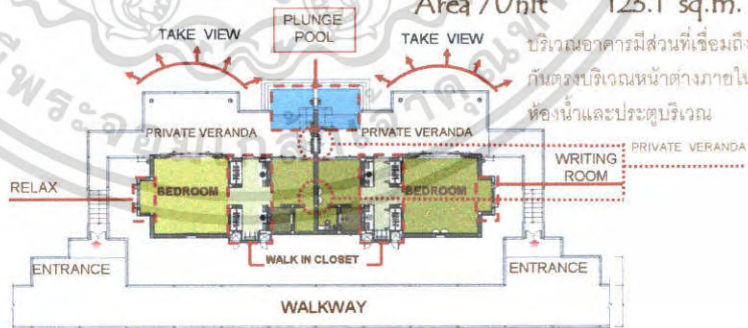 Area / Unit 125.1 sq.m.
PLUNGE
POOL
TAKE VIEW
TAKE VIEW
บริเวณอาคารมีส่วนที่เชื่อมถึง
กันตรงบริเวณหน้าต่างภายใน
ห้องน้ำและประตูบริเวณ
PRIVATE VERANDA
PRIVATE VERANDA
PRIVATE VERANDA
WRITING
ROOM
RELAX
BEDROOM
BEDROOM
WALK IN CLOSET
ENTRANCE
ENTRANCE
WALKWAY